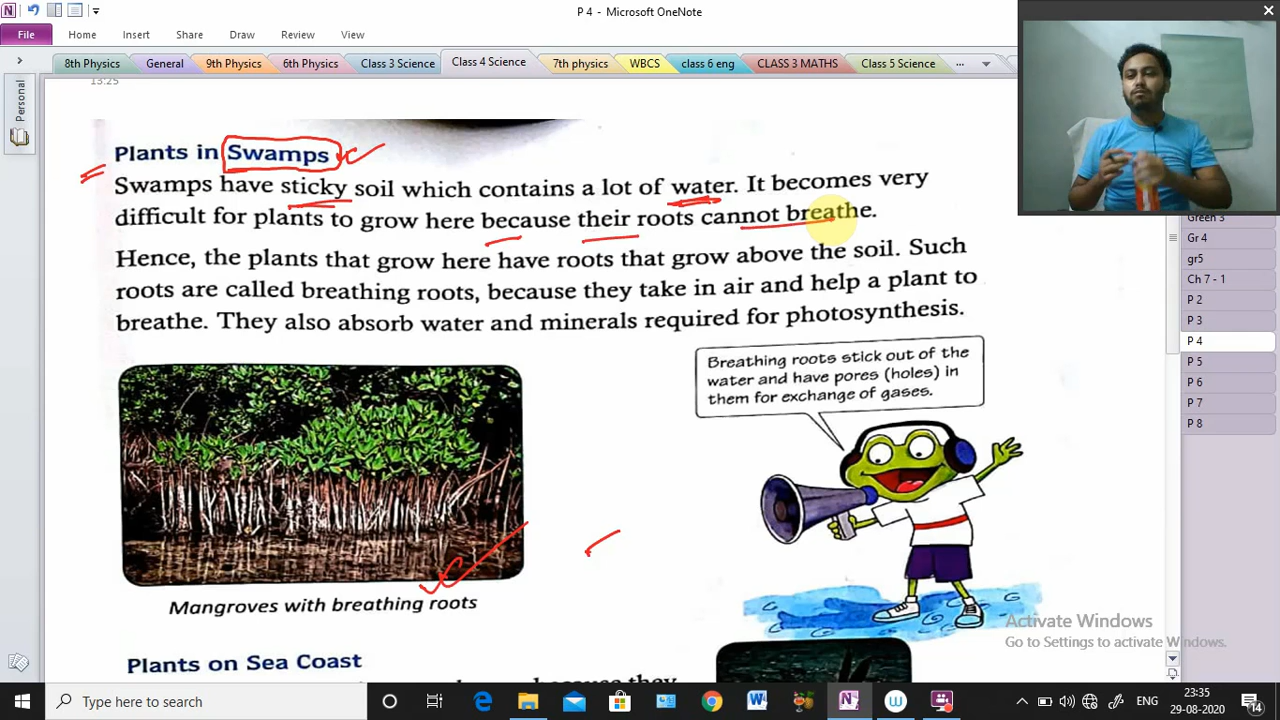 P 4 - Microsoft OneNote
File Home Insert Share Draw Review View
8th Physics General 9th Physics 6th Physics Class 3 Science Class 4 Science 7th physics WBCS class 6 eng CLASS 3 MATHS Class 5 Science ...
Personal
13:25
Plants in Swamps
Swamps have sticky soil which contains a lot of water. It becomes very
difficult for plants to grow here because their roots cannot breathe.
Hence, the plants that grow here have roots that grow above the soil. Such
roots are called breathing roots, because they take in air and help a plant to
breathe. They also absorb water and minerals required for photosynthesis.
Breathing roots stick out of the
water and have pores (holes) in
them for exchange of gases.
Mangroves with breathing roots
Plants on Sea Coast
because they
Green 3
Gr 4
gr5
Ch 7 - 1
P 2
P 3
P 4
P 5
P 6
P 7
P 8
Activate Windows
Go to Settings to activate Windows.
Type here to search
ENG
23:35
29-08-2020
14